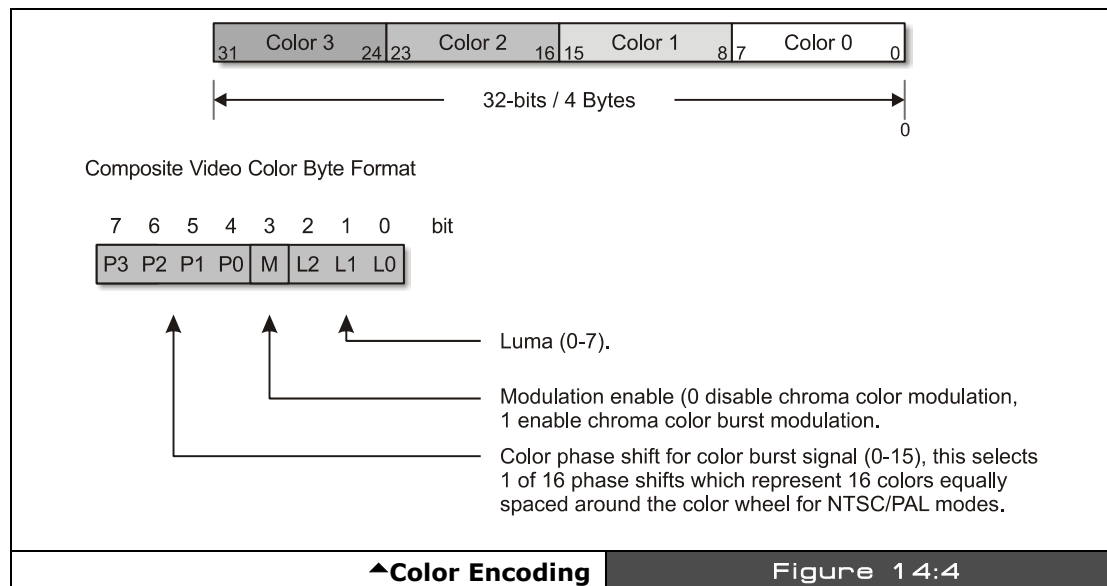 Color 3 Color 2 Color 1 Color 0
31 24 23 16 15 8 7 0
32-bits / 4 Bytes
0
Composite Video Color Byte Format
7 6 5 4 3 2 1 0 bit
P3 P2 P1 P0 M L2 L1 L0
Luma (0-7).
Modulation enable (0 disable chroma color modulation,
1 enable chroma color burst modulation.
Color phase shift for color burst signal (0-15), this selects
1 of 16 phase shifts which represent 16 colors equally
spaced around the color wheel for NTSC/PAL modes.
Color Encoding Figure 14:4